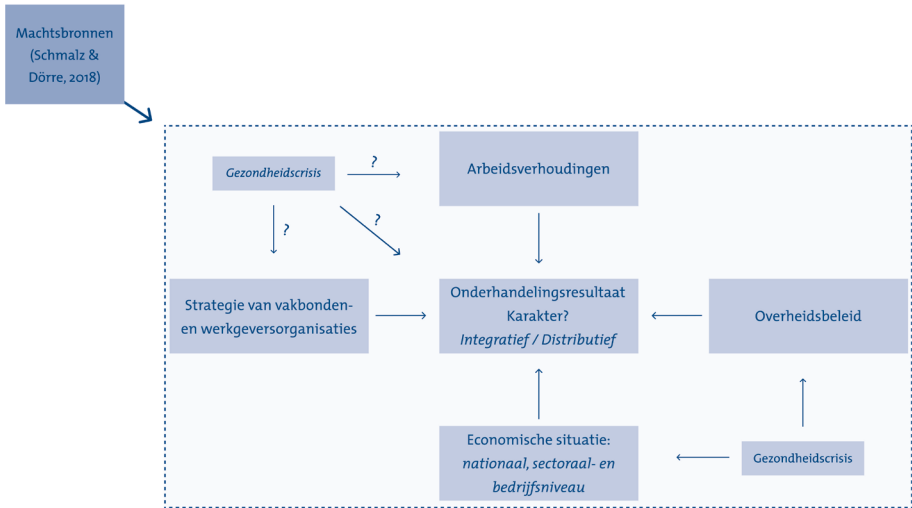 Machtsbronnen
(Schmalz &
Dörre, 2018)
Gezondheidscrisis
?
?
?
Arbeidsverhoudingen
Strategie van vakbonden-
en werkgeversorganisaties
Onderhandelingsresultaat
Karakter?
Integratief / Distributief
Overheidsbeleid
Economische situatie:
nationaal, sectoraal- en
bedrijfsniveau
Gezondheidscrisis